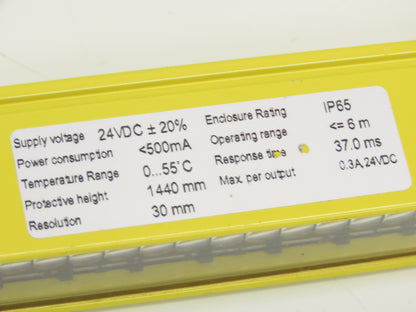 Supply voltage 24VDC ± 20%
Power consumption <500mA
Temperature Range 0...55°C
Protective height 1440 mm
Resolution 30 mm
Enclosure Rating IP65
Operating range <= 6 m
Response time 37.0 ms
Max. per output 0.3A,24VDC